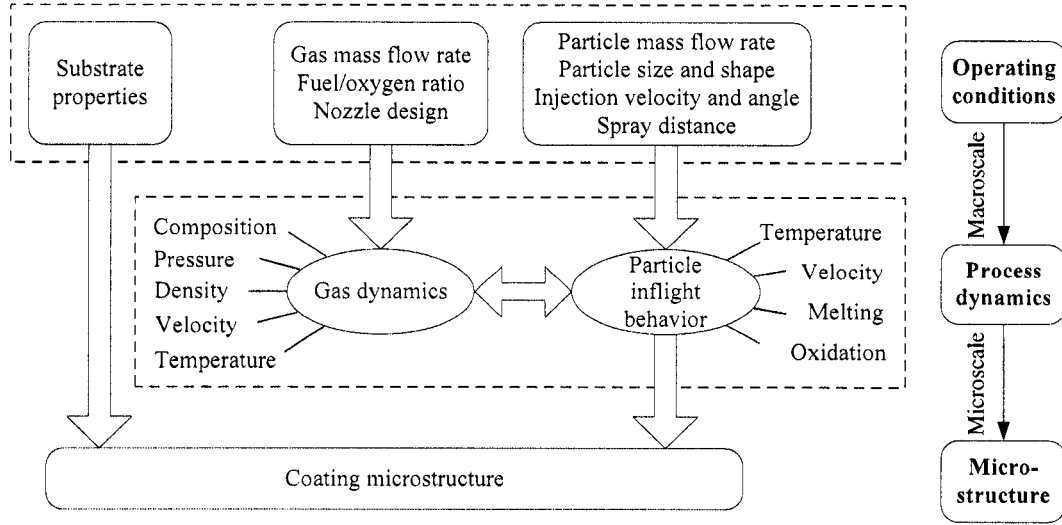 Substrate
properties
Gas mass flow rate
Fuel/oxygen ratio
Nozzle design
Particle mass flow rate
Particle size and shape
Injection velocity and angle
Spray distance
Operating
conditions
Macroscale
Composition
Pressure
Density
Velocity
Temperature
Gas dynamics
Particle
inflight
behavior
Temperature
Velocity
Melting
Oxidation
Process
dynamics
Microscale
Coating microstructure
Micro-
structure